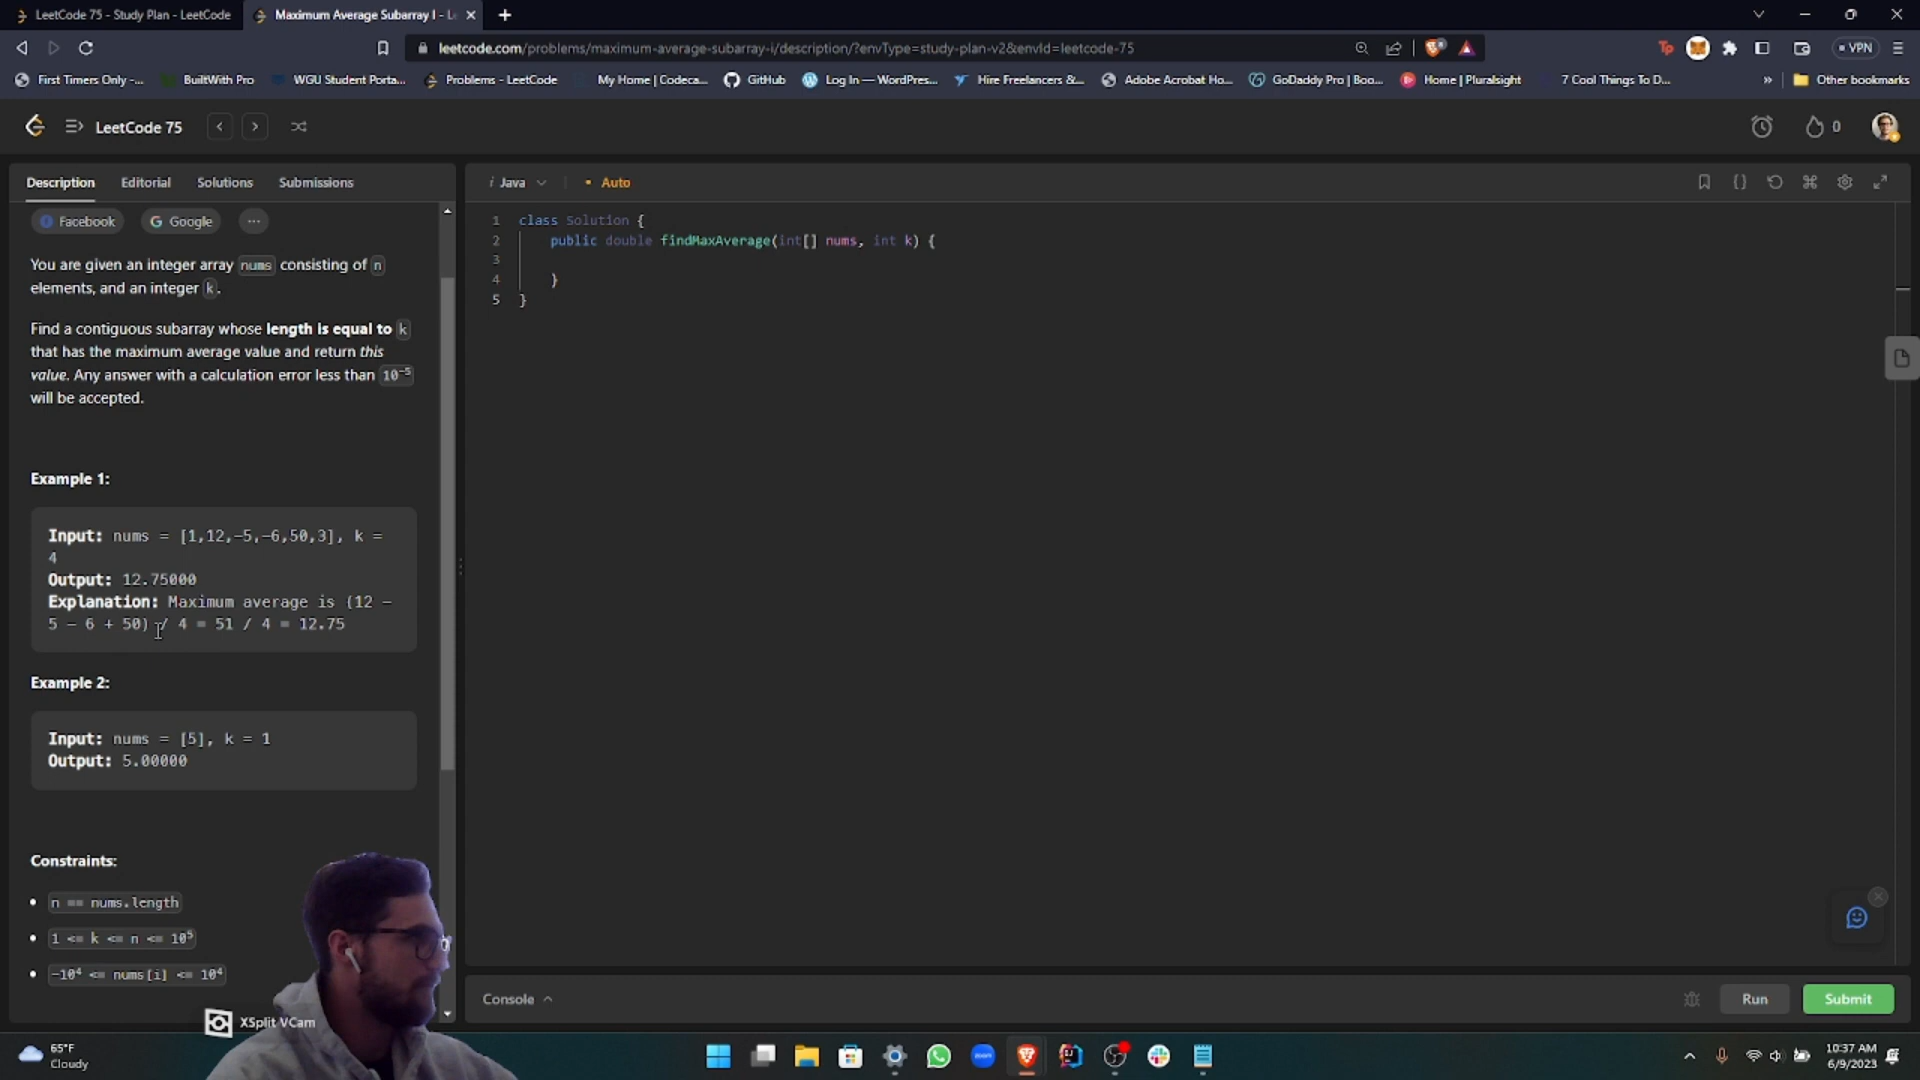 LeetCode 75 - Study Plan - LeetCode
Maximum Average Subarray I - Le
leetcode.com/problems/maximum-average-subarray-i/description/?envType=study-plan-v2&envId=leetcode-75
VPN
First Timers Only -...
BuiltWith Pro
WGU Student Porta...
Problems - LeetCode
My Home | Codeca...
GitHub
Log In — WordPres...
Hire Freelancers &...
Adobe Acrobat Ho...
GoDaddy Pro | Boo...
Home | Pluralsight
7 Cool Things To D...
» Other bookmarks
LeetCode 75
0
Description Editorial Solutions Submissions
i Java • Auto
Facebook Google ...
You are given an integer array nums consisting of n
elements, and an integer k.
Find a contiguous subarray whose length is equal to k
that has the maximum average value and return this
value. Any answer with a calculation error less than 10⁻⁵
will be accepted.
Example 1:
Input: nums = [1,12,-5,-6,50,3], k =
4
Output: 12.75000
Explanation: Maximum average is (12 -
5 - 6 + 50) / 4 = 51 / 4 = 12.75
Example 2:
Input: nums = [5], k = 1
Output: 5.00000
Constraints:
• n == nums.length
• 1 <= k <= n <= 10⁵
• -10⁴ <= nums[i] <= 10⁴
1 class Solution {
2 public double findMaxAverage(int[] nums, int k) {
3
4 }
5 }
Console
Run
Submit
XSplit VCam
65°F
Cloudy
zoom
10:37 AM
6/9/2023